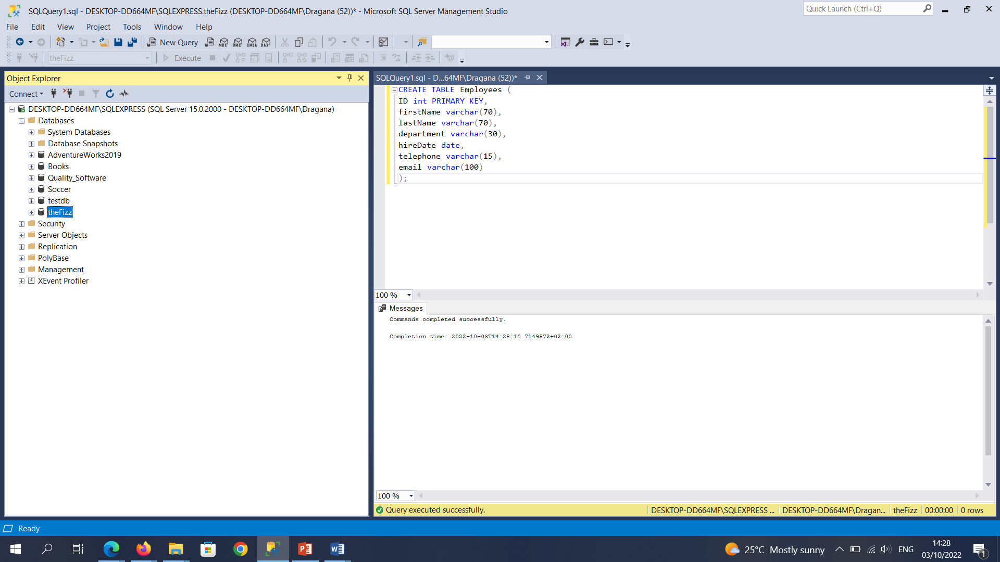 SQLQuery1.sql - DESKTOP-DD664MF\SQLEXPRESS.theFizz (DESKTOP-DD664MF\Dragana (52))* - Microsoft SQL Server Management Studio
Quick Launch (Ctrl+Q)
File Edit View Project Tools Window Help
New Query MDX DMX XMLA DAX
theFizz Execute
Object Explorer
Connect
DESKTOP-DD664MF\SQLEXPRESS (SQL Server 15.0.2000 - DESKTOP-DD664MF\Dragana)
Databases
System Databases
Database Snapshots
AdventureWorks2019
Books
Quality_Software
Soccer
testdb
theFizz
Security
Server Objects
Replication
PolyBase
Management
XEvent Profiler
SQLQuery1.sql - D...64MF\Dragana (52))*
CREATE TABLE Employees (
ID int PRIMARY KEY,
firstName varchar(70),
lastName varchar(70),
department varchar(30),
hireDate date,
telephone varchar(15),
email varchar(100)
);
100 %
Messages
Commands completed successfully.
Completion time: 2022-10-03T14:28:10.7149572+02:00
100 %
Query executed successfully. DESKTOP-DD664MF\SQLEXPRESS ... DESKTOP-DD664MF\Dragan... theFizz 00:00:00 0 rows
Ready
25°C Mostly sunny ENG
14:28
03/10/2022
1